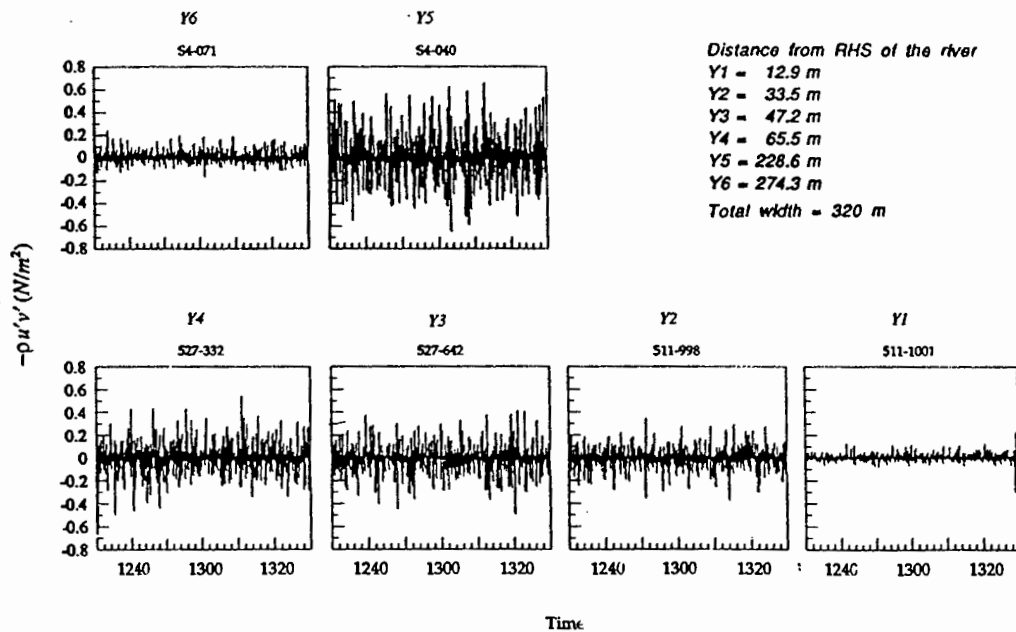 Y6 Y5
S4-071 S4-040
Distance from RHS of the river
Y1 = 12.9 m
Y2 = 33.5 m
Y3 = 47.2 m
Y4 = 65.5 m
Y5 = 228.6 m
Y6 = 274.3 m
Total width = 320 m
0.8
0.6
0.4
0.2
0
-0.2
-0.4
-0.6
-0.8
−ρu'v' (N/m²)
Y4 Y3 Y2 Y1
S27-332 S27-642 S11-998 S11-1001
0.8
0.6
0.4
0.2
0
-0.2
-0.4
-0.6
-0.8
1240 1300 1320 1240 1300 1320 1240 1300 1320 1240 1300 1320
Time